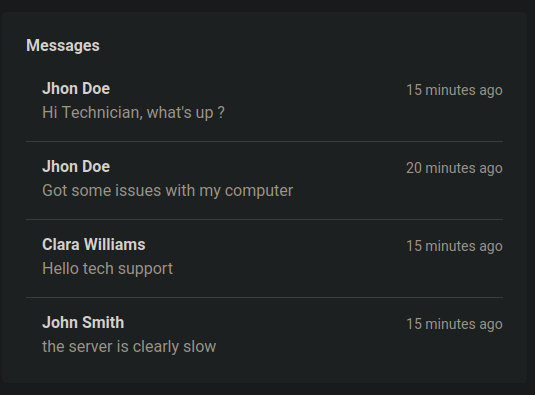 Messages
Jhon Doe 15 minutes ago
Hi Technician, what's up ?
Jhon Doe 20 minutes ago
Got some issues with my computer
Clara Williams 15 minutes ago
Hello tech support
John Smith 15 minutes ago
the server is clearly slow